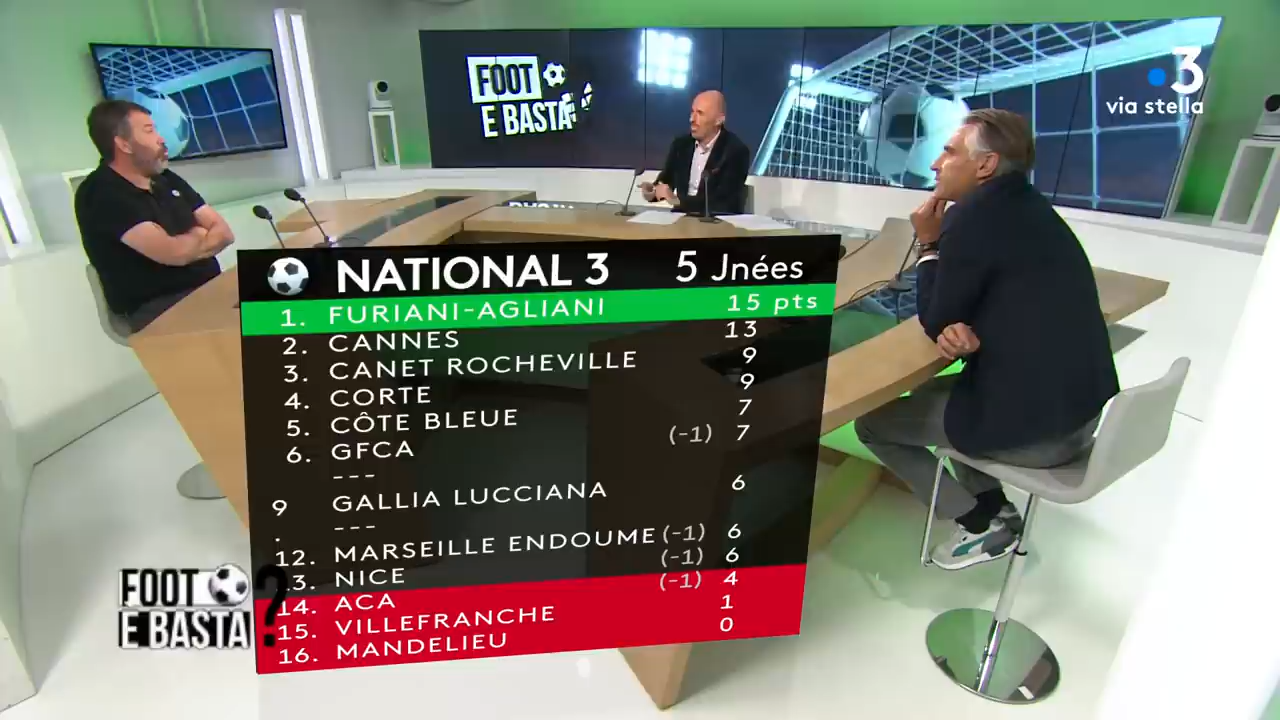 FOOT
E BASTA
3
via stella
NATIONAL 3 5 Jnées
1. FURIANI-AGLIANI 15 pts
2. CANNES 13
3. CANET ROCHEVILLE 9
4. CORTE 9
5. CÔTE BLEUE 7
6. GFCA (-1) 7
---
9 GALLIA LUCCIANA 6
. ---
12. MARSEILLE ENDOUME (-1) 6
13. NICE (-1) 6
14. ACA (-1) 4
15. VILLEFRANCHE 1
16. MANDELIEU 0
FOOT
E BASTA ?